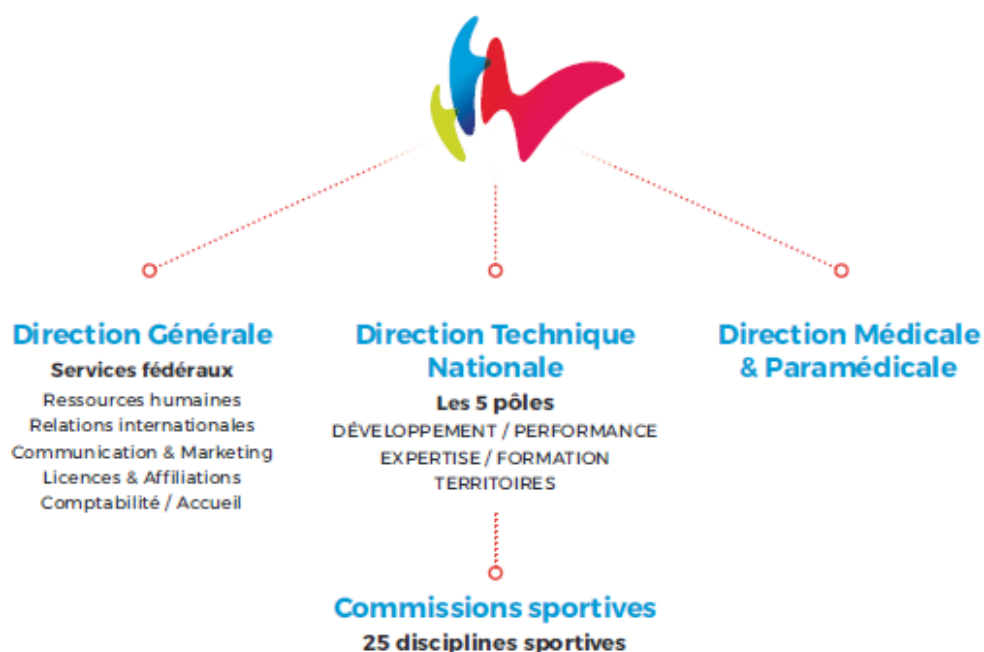 Direction Générale
Services fédéraux
Ressources humaines
Relations internationales
Communication & Marketing
Licences & Affiliations
Comptabilité / Accueil
Direction Technique
Nationale
Les 5 pôles
DÉVELOPPEMENT / PERFORMANCE
EXPERTISE / FORMATION
TERRITOIRES
Direction Médicale
& Paramédicale
Commissions sportives
25 disciplines sportives